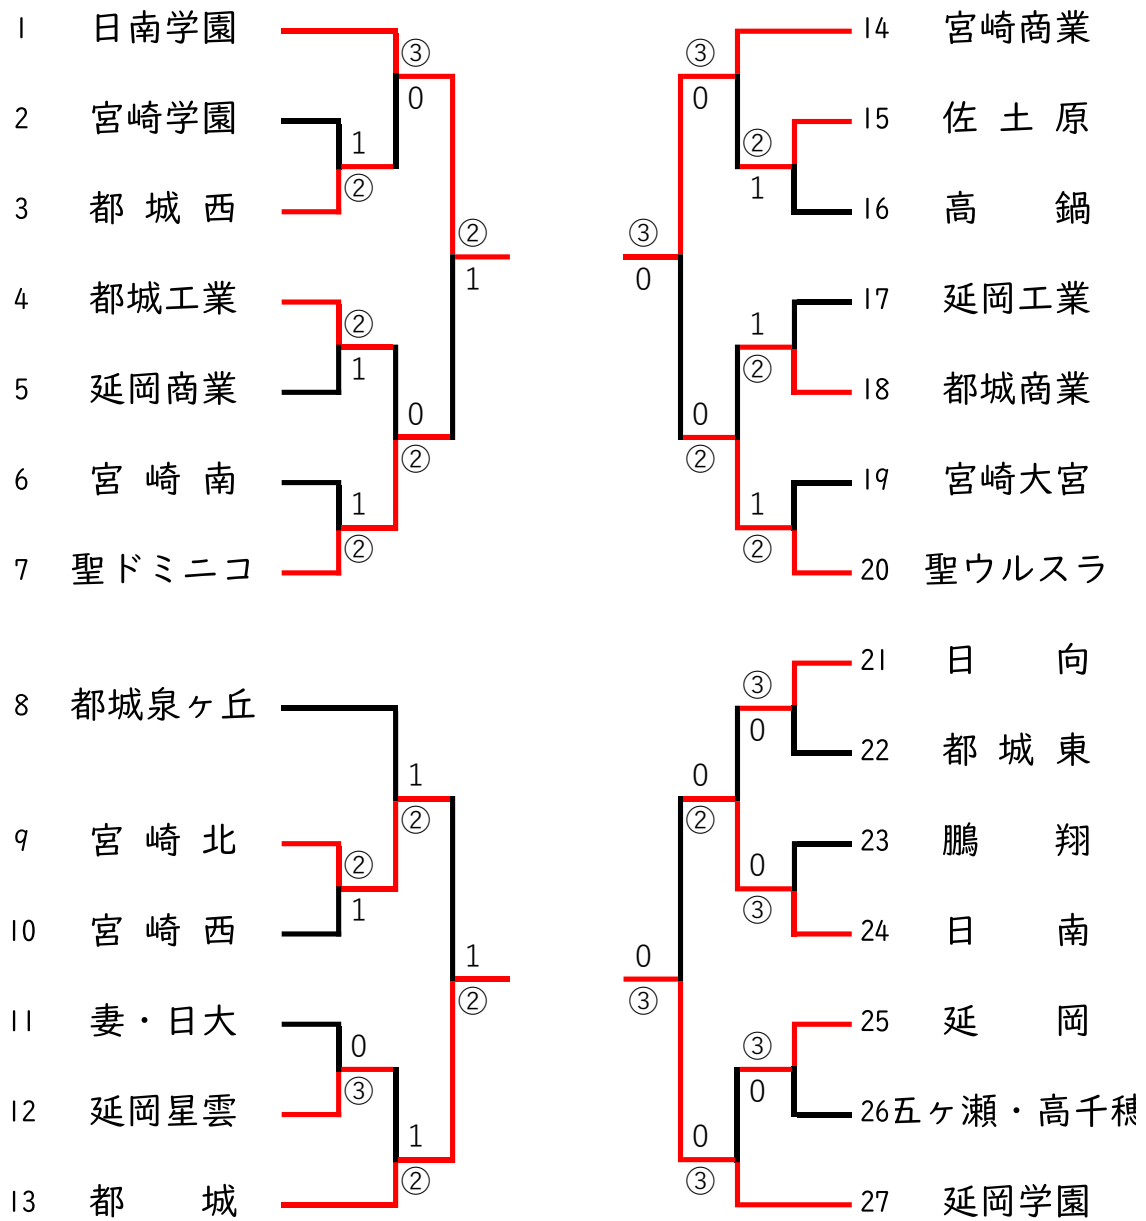 1 日南学園
③
0
2 宮崎学園
1
②
3 都城西
②
1
4 都城工業
②
1
5 延岡商業
0
②
6 宮崎南
1
②
7 聖ドミニコ
8 都城泉ヶ丘
1
②
9 宮崎北
②
1
10 宮崎西
1
②
11 妻・日大
0
③
12 延岡星雲
1
②
13 都城
14 宮崎商業
③
0
15 佐土原
②
1
16 高鍋
③
0
17 延岡工業
1
②
18 都城商業
0
②
19 宮崎大宮
1
②
20 聖ウルスラ
21 日向
③
0
22 都城東
0
②
23 鵬翔
0
③
24 日南
0
③
25 延岡
③
0
26 五ヶ瀬・高千穂
0
③
27 延岡学園